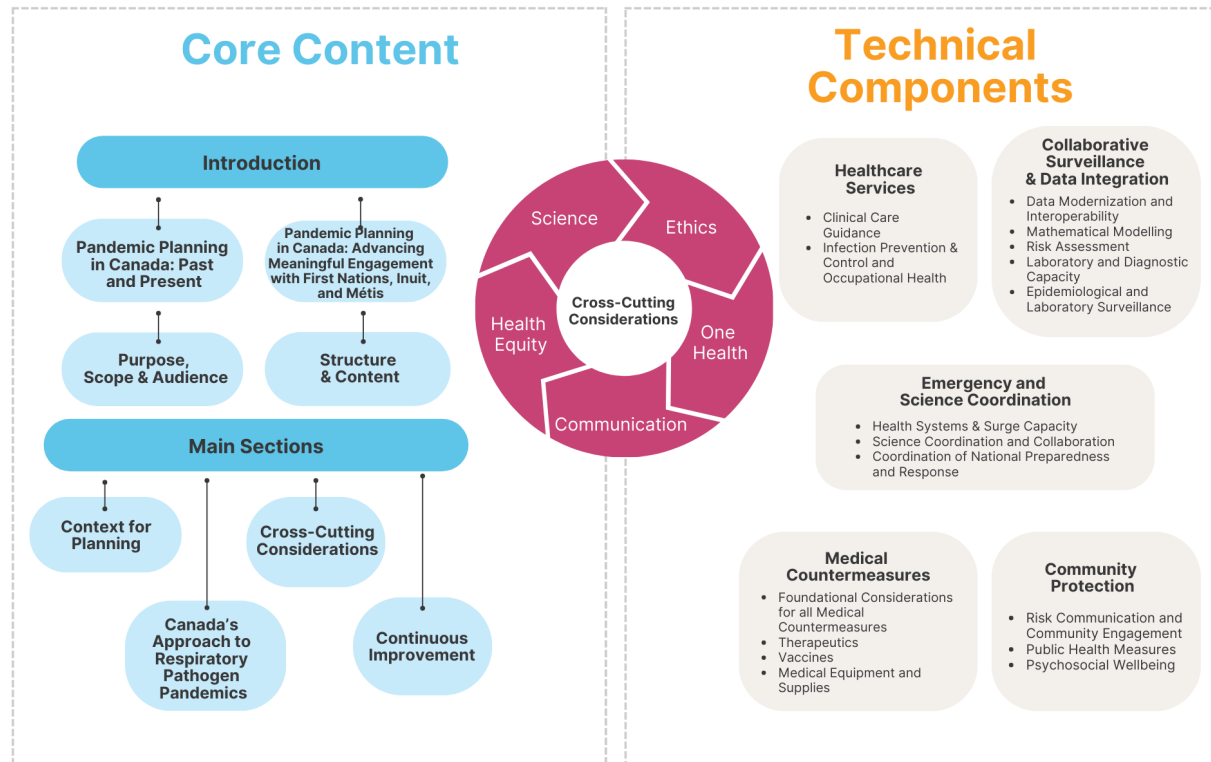 Core Content
Introduction
Pandemic Planning
in Canada: Past
and Present
Pandemic Planning
in Canada: Advancing
Meaningful Engagement
with First Nations, Inuit,
and Métis
Purpose,
Scope & Audience
Structure
& Content
Main Sections
Context for
Planning
Cross-Cutting
Considerations
Canada’s
Approach to
Respiratory
Pathogen
Pandemics
Continuous
Improvement
Science
Ethics
One
Health
Communication
Health
Equity
Cross-Cutting
Considerations
Technical
Components
Healthcare
Services
• Clinical Care
Guidance
• Infection Prevention &
Control and
Occupational Health
Collaborative
Surveillance
& Data Integration
• Data Modernization and
Interoperability
• Mathematical Modelling
• Risk Assessment
• Laboratory and Diagnostic
Capacity
• Epidemiological and
Laboratory Surveillance
Emergency and
Science Coordination
• Health Systems & Surge Capacity
• Science Coordination and Collaboration
• Coordination of National Preparedness
and Response
Medical
Countermeasures
• Foundational Considerations
for all Medical
Countermeasures
• Therapeutics
• Vaccines
• Medical Equipment and
Supplies
Community
Protection
• Risk Communication and
Community Engagement
• Public Health Measures
• Psychosocial Wellbeing